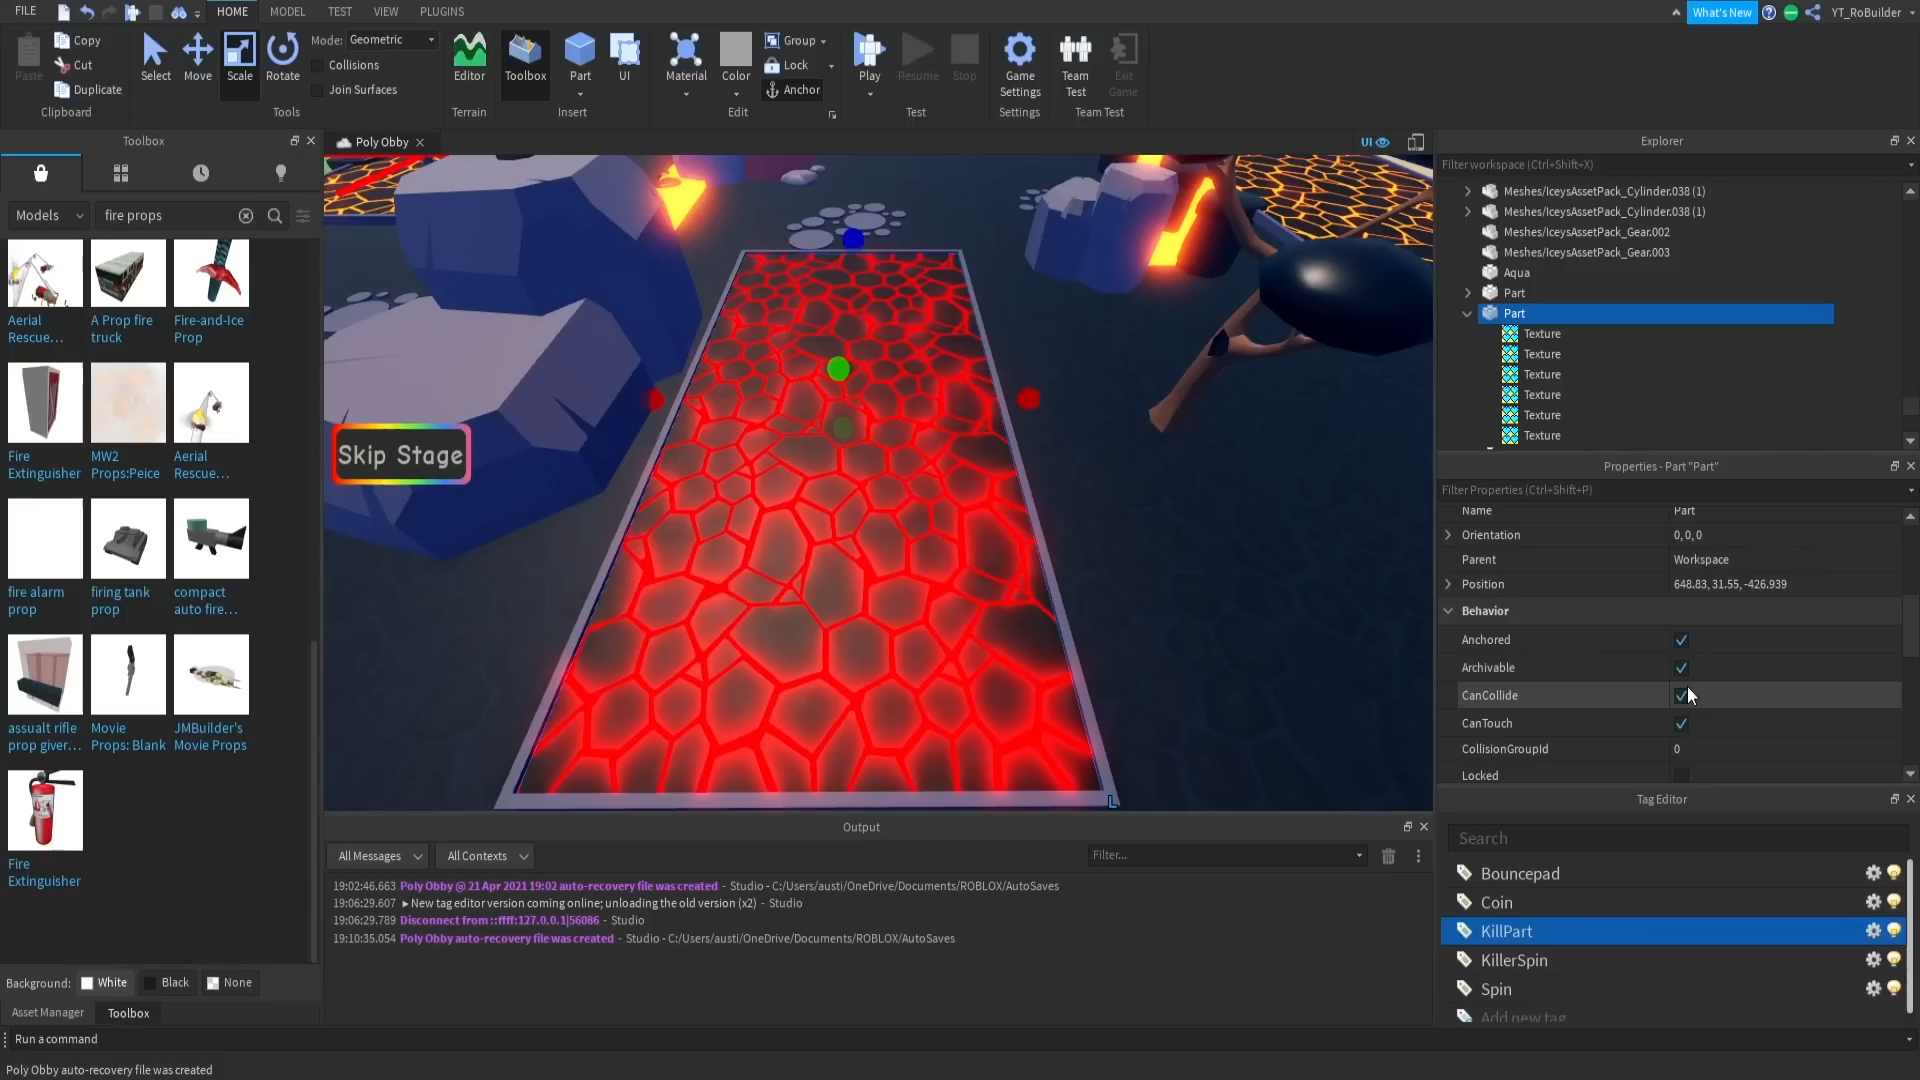 FILE
HOME
MODEL
TEST
VIEW
PLUGINS
What's New
YT_RoBuilder
Paste
Copy
Cut
Duplicate
Clipboard
Select
Move
Scale
Rotate
Mode: Geometric
Collisions
Join Surfaces
Tools
Editor
Terrain
Toolbox
Part
UI
Insert
Material
Color
Group
Lock
Anchor
Edit
Play
Resume
Stop
Test
Game
Settings
Settings
Team
Test
Exit
Game
Team Test
Toolbox
Models
fire props
Aerial
Rescue...
A Prop fire
truck
Fire-and-Ice
Prop
Fire
Extinguisher
MW2
Props:Peice
Aerial
Rescue...
fire alarm
prop
firing tank
prop
compact
auto fire...
assualt rifle
prop giver...
Movie
Props: Blank
JMBuilder's
Movie Props
Fire
Extinguisher
Background: White Black None
Asset Manager
Toolbox
Run a command
Poly Obby auto-recovery file was created
Poly Obby
UI
Skip Stage
L
Output
All Messages
All Contexts
Filter...
19:02:46.663 Poly Obby @ 21 Apr 2021 19:02 auto-recovery file was created - Studio - C:/Users/austi/OneDrive/Documents/ROBLOX/AutoSaves
19:06:29.607 New tag editor version coming online; unloading the old version (x2) - Studio
19:06:29.789 Disconnect from ::ffff:127.0.0.1|56086 - Studio
19:10:35.054 Poly Obby auto-recovery file was created - Studio - C:/Users/austi/OneDrive/Documents/ROBLOX/AutoSaves
Explorer
Filter workspace (Ctrl+Shift+X)
Meshes/IceysAssetPack_Cylinder.038 (1)
Meshes/IceysAssetPack_Cylinder.038 (1)
Meshes/IceysAssetPack_Gear.002
Meshes/IceysAssetPack_Gear.003
Aqua
Part
Part
Texture
Texture
Texture
Texture
Texture
Texture
Properties - Part "Part"
Filter Properties (Ctrl+Shift+P)
Name Part
Orientation 0, 0, 0
Parent Workspace
Position 648.83, 31.55, -426.939
Behavior
Anchored
Archivable
CanCollide
CanTouch
CollisionGroupId 0
Locked
Tag Editor
Search
Bouncepad
Coin
KillPart
KillerSpin
Spin
Add new tag